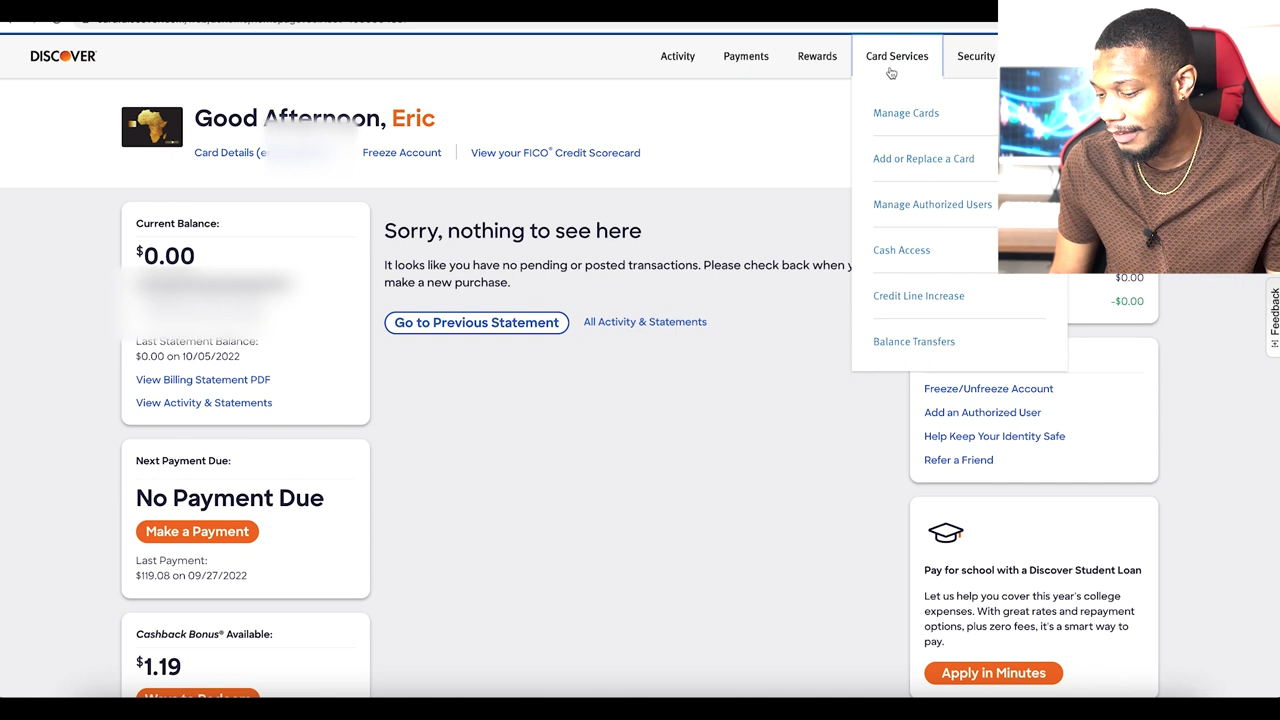 DISCOVER
Activity
Payments
Rewards
Card Services
Security
Good Afternoon, Eric
Card Details (e
Freeze Account
View your FICO® Credit Scorecard
Manage Cards
Add or Replace a Card
Manage Authorized Users
Cash Access
Credit Line Increase
Balance Transfers
Current Balance:
$0.00
Last Statement Balance:
$0.00 on 10/05/2022
View Billing Statement PDF
View Activity & Statements
Sorry, nothing to see here
It looks like you have no pending or posted transactions. Please check back when y
make a new purchase.
Go to Previous Statement
All Activity & Statements
$0.00
-$0.00
[+] Feedback
Freeze/Unfreeze Account
Add an Authorized User
Help Keep Your Identity Safe
Refer a Friend
Next Payment Due:
No Payment Due
Make a Payment
Last Payment:
$119.08 on 09/27/2022
Cashback Bonus® Available:
$1.19
Ways to Redeem
Pay for school with a Discover Student Loan
Let us help you cover this year's college
expenses. With great rates and repayment
options, plus zero fees, it's a smart way to
pay.
Apply in Minutes